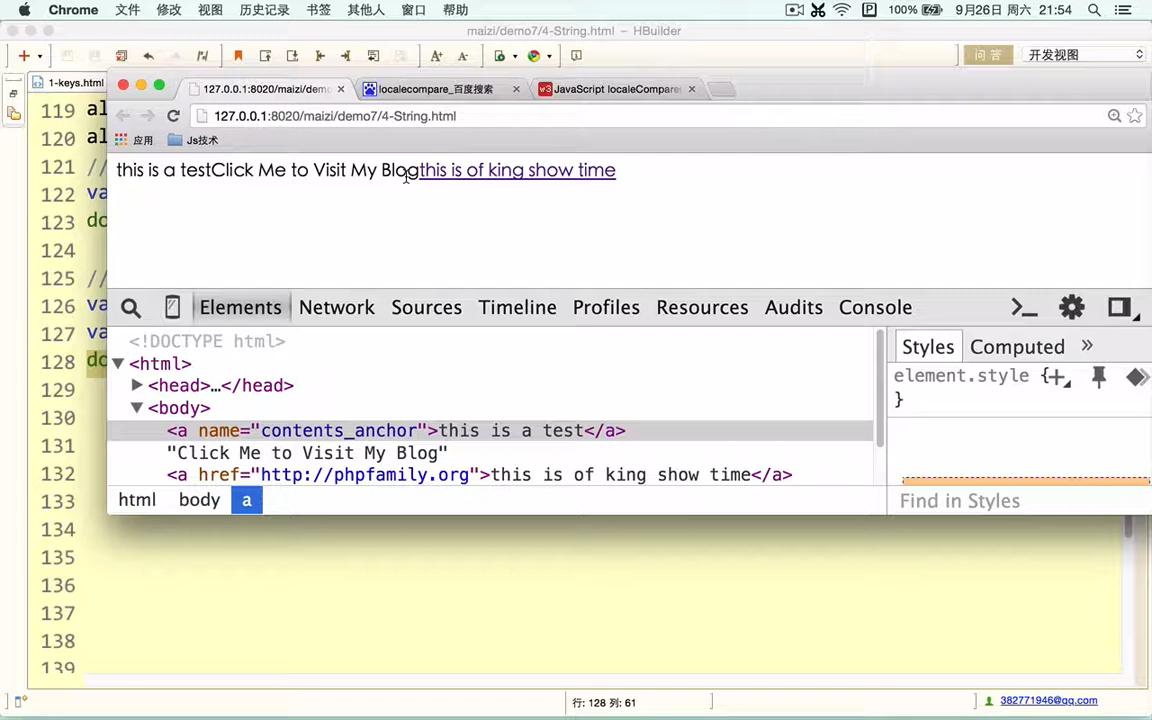 Chrome 文件 修改 视图 历史记录 书签 其他人 窗口 帮助 100% 9月26日 周六 21:54
maizi/demo7/4-String.html — HBuilder
问 答 开发视图
1-keys.html
127.0.0.1:8020/maizi/demo localecompare_百度搜索 JavaScript localeCompare
127.0.0.1:8020/maizi/demo7/4-String.html
应用 Js技术
this is a testClick Me to Visit My Blogthis is of king show time
Elements Network Sources Timeline Profiles Resources Audits Console
<!DOCTYPE html>
<html>
<head>…</head>
<body>
<a name="contents_anchor">this is a test</a>
"Click Me to Visit My Blog"
<a href="http://phpfamily.org">this is of king show time</a>
html body a
Styles Computed »
element.style {
}
Find in Styles
119 al
120 al
121 //
122 va
123 do
124
125 //
126 va
127 va
128 do
129
130
131
132
133
134
135
136
137
138
139
行: 128 列: 61
382771946@qq.com